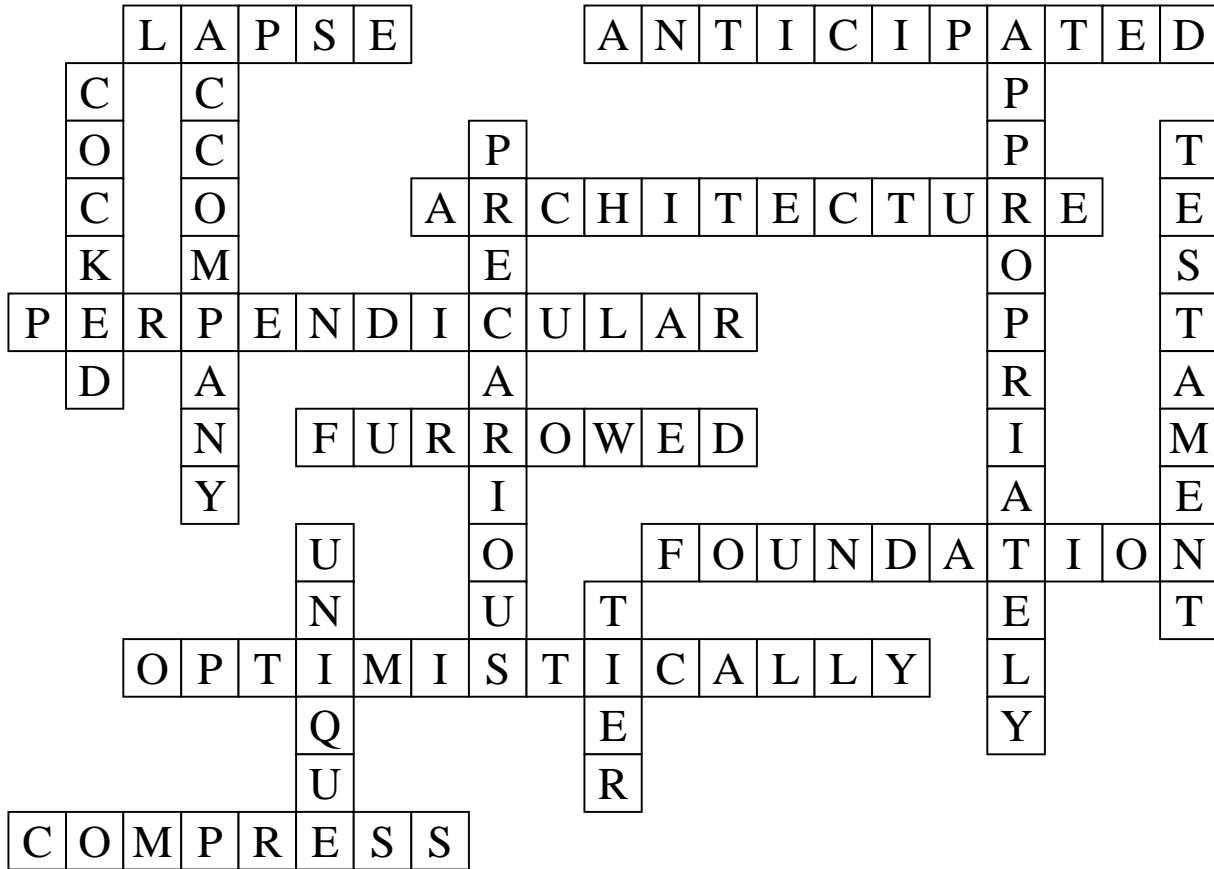 LAPSE
ANTICIPATED
ACCOMPANY
APPROPRIATELY
COCKED
PRECARIOUS
TESTAMENT
ARCHITECTURE
PERPENDICULAR
FURROWED
UNIQUE
FOUNDATION
TIER
OPTIMISTICALLY
COMPRESS